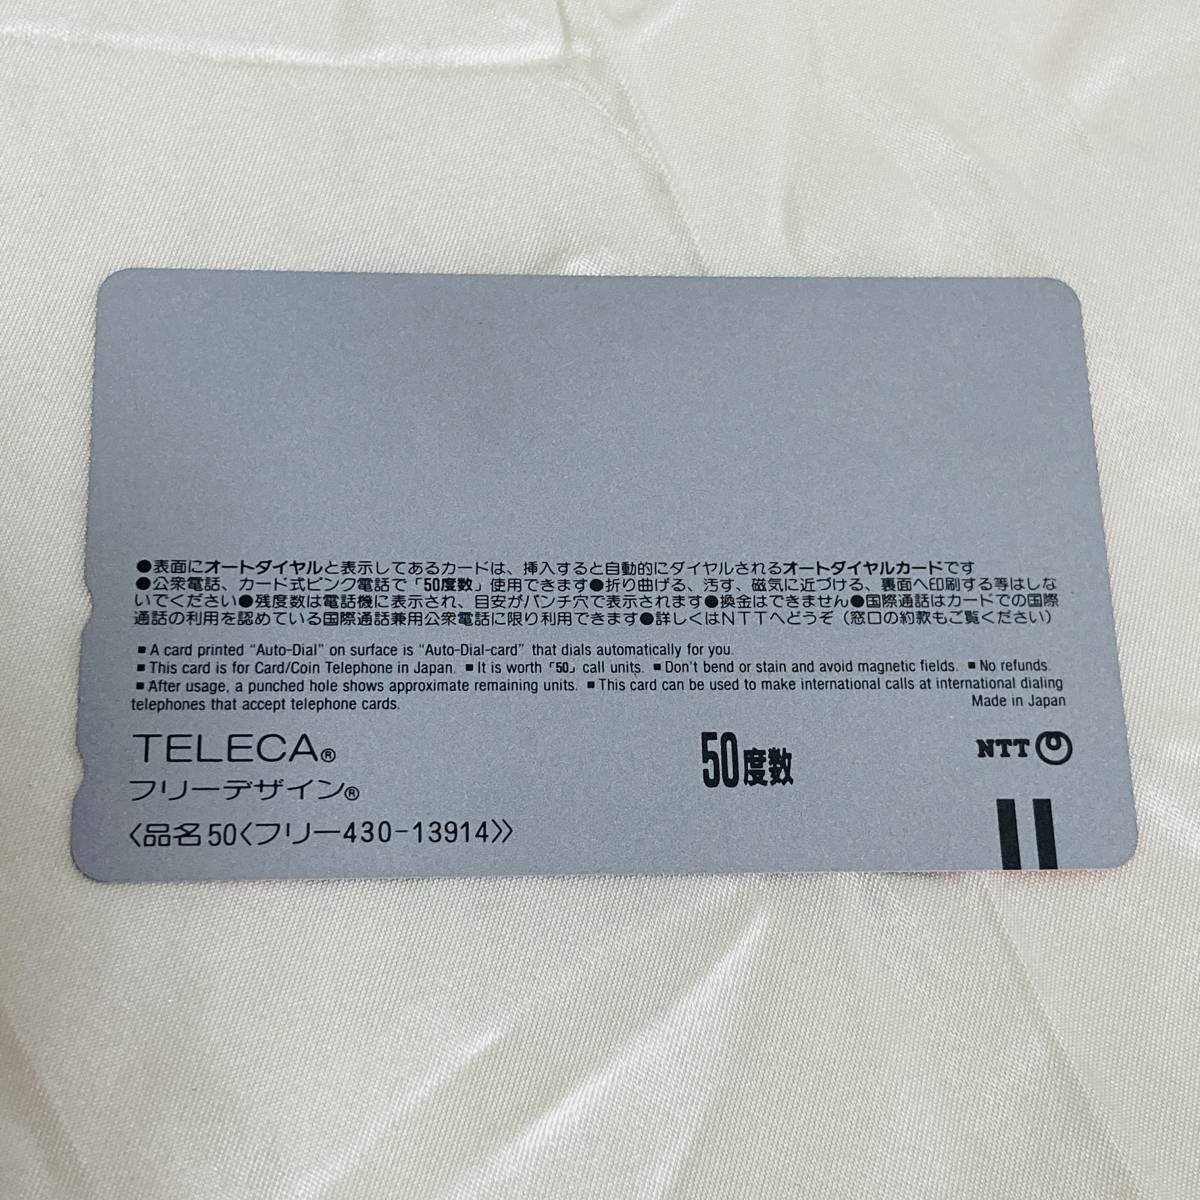 ●表面にオートダイヤルと表示してあるカードは、挿入すると自動的にダイヤルされるオートダイヤルカードです
●公衆電話、カード式ピンク電話で「50度数」使用できます●折り曲げる、汚す、磁気に近づける、裏面へ印刷する等はしな
いでください●残度数は電話機に表示され、目安がパンチ穴で表示されます●換金はできません●国際通話はカードでの国際
通話の利用を認めている国際通話兼用公衆電話に限り利用できます●詳しくはNTTへどうぞ(窓口の約款もご覧ください)
■ A card printed “Auto-Dial” on surface is “Auto-Dial-card” that dials automatically for you.
■ This card is for Card/Coin Telephone in Japan. ■ It is worth「50」call units. ■ Don't bend or stain and avoid magnetic fields. ■ No refunds.
■ After usage, a punched hole shows approximate remaining units. ■ This card can be used to make international calls at international dialing
telephones that accept telephone cards.
Made in Japan
TELECA®
フリーデザイン®
〈品名50〈フリー430-13914〉〉
50度数
NTT